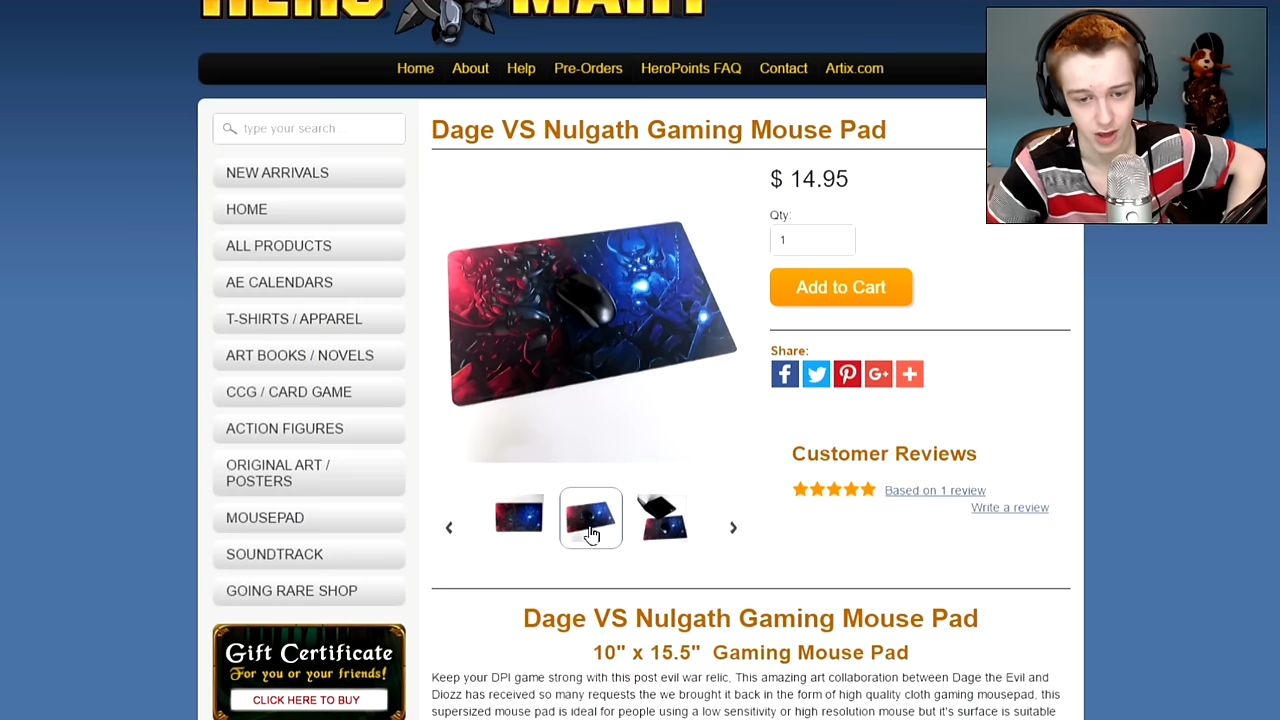 HERO MART
Home About Help Pre-Orders HeroPoints FAQ Contact Artix.com
type your search...
NEW ARRIVALS
HOME
ALL PRODUCTS
AE CALENDARS
T-SHIRTS / APPAREL
ART BOOKS / NOVELS
CCG / CARD GAME
ACTION FIGURES
ORIGINAL ART /
POSTERS
MOUSEPAD
SOUNDTRACK
GOING RARE SHOP
Gift Certificate
For you or your friends!
CLICK HERE TO BUY
Dage VS Nulgath Gaming Mouse Pad
$ 14.95
Qty:
1
Add to Cart
Share:
Customer Reviews
Based on 1 review
Write a review
Dage VS Nulgath Gaming Mouse Pad
10" x 15.5" Gaming Mouse Pad
Keep your DPI game strong with this post evil war relic. This amazing art collaboration between Dage the Evil and
Diozz has received so many requests the we brought it back in the form of high quality cloth gaming mousepad, this
supersized mouse pad is ideal for people using a low sensitivity or high resolution mouse but it's surface is suitable